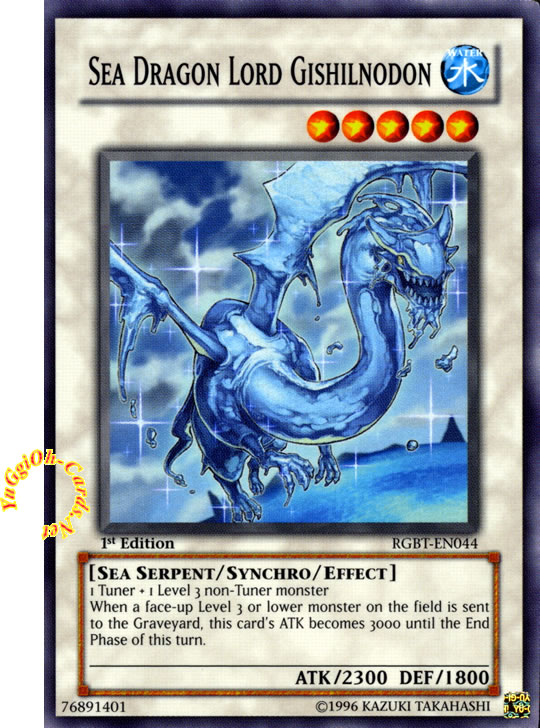 SEA DRAGON LORD GISHILNODON
WATER
水
1st Edition
RGBT-EN044
[SEA SERPENT/SYNCHRO/EFFECT]
1 Tuner + 1 Level 3 non-Tuner monster
When a face-up Level 3 or lower monster on the field is sent
to the Graveyard, this card's ATK becomes 3000 until the End
Phase of this turn.
ATK/2300 DEF/1800
76891401
©1996 KAZUKI TAKAHASHI
YuGgiOh-Cards.Net